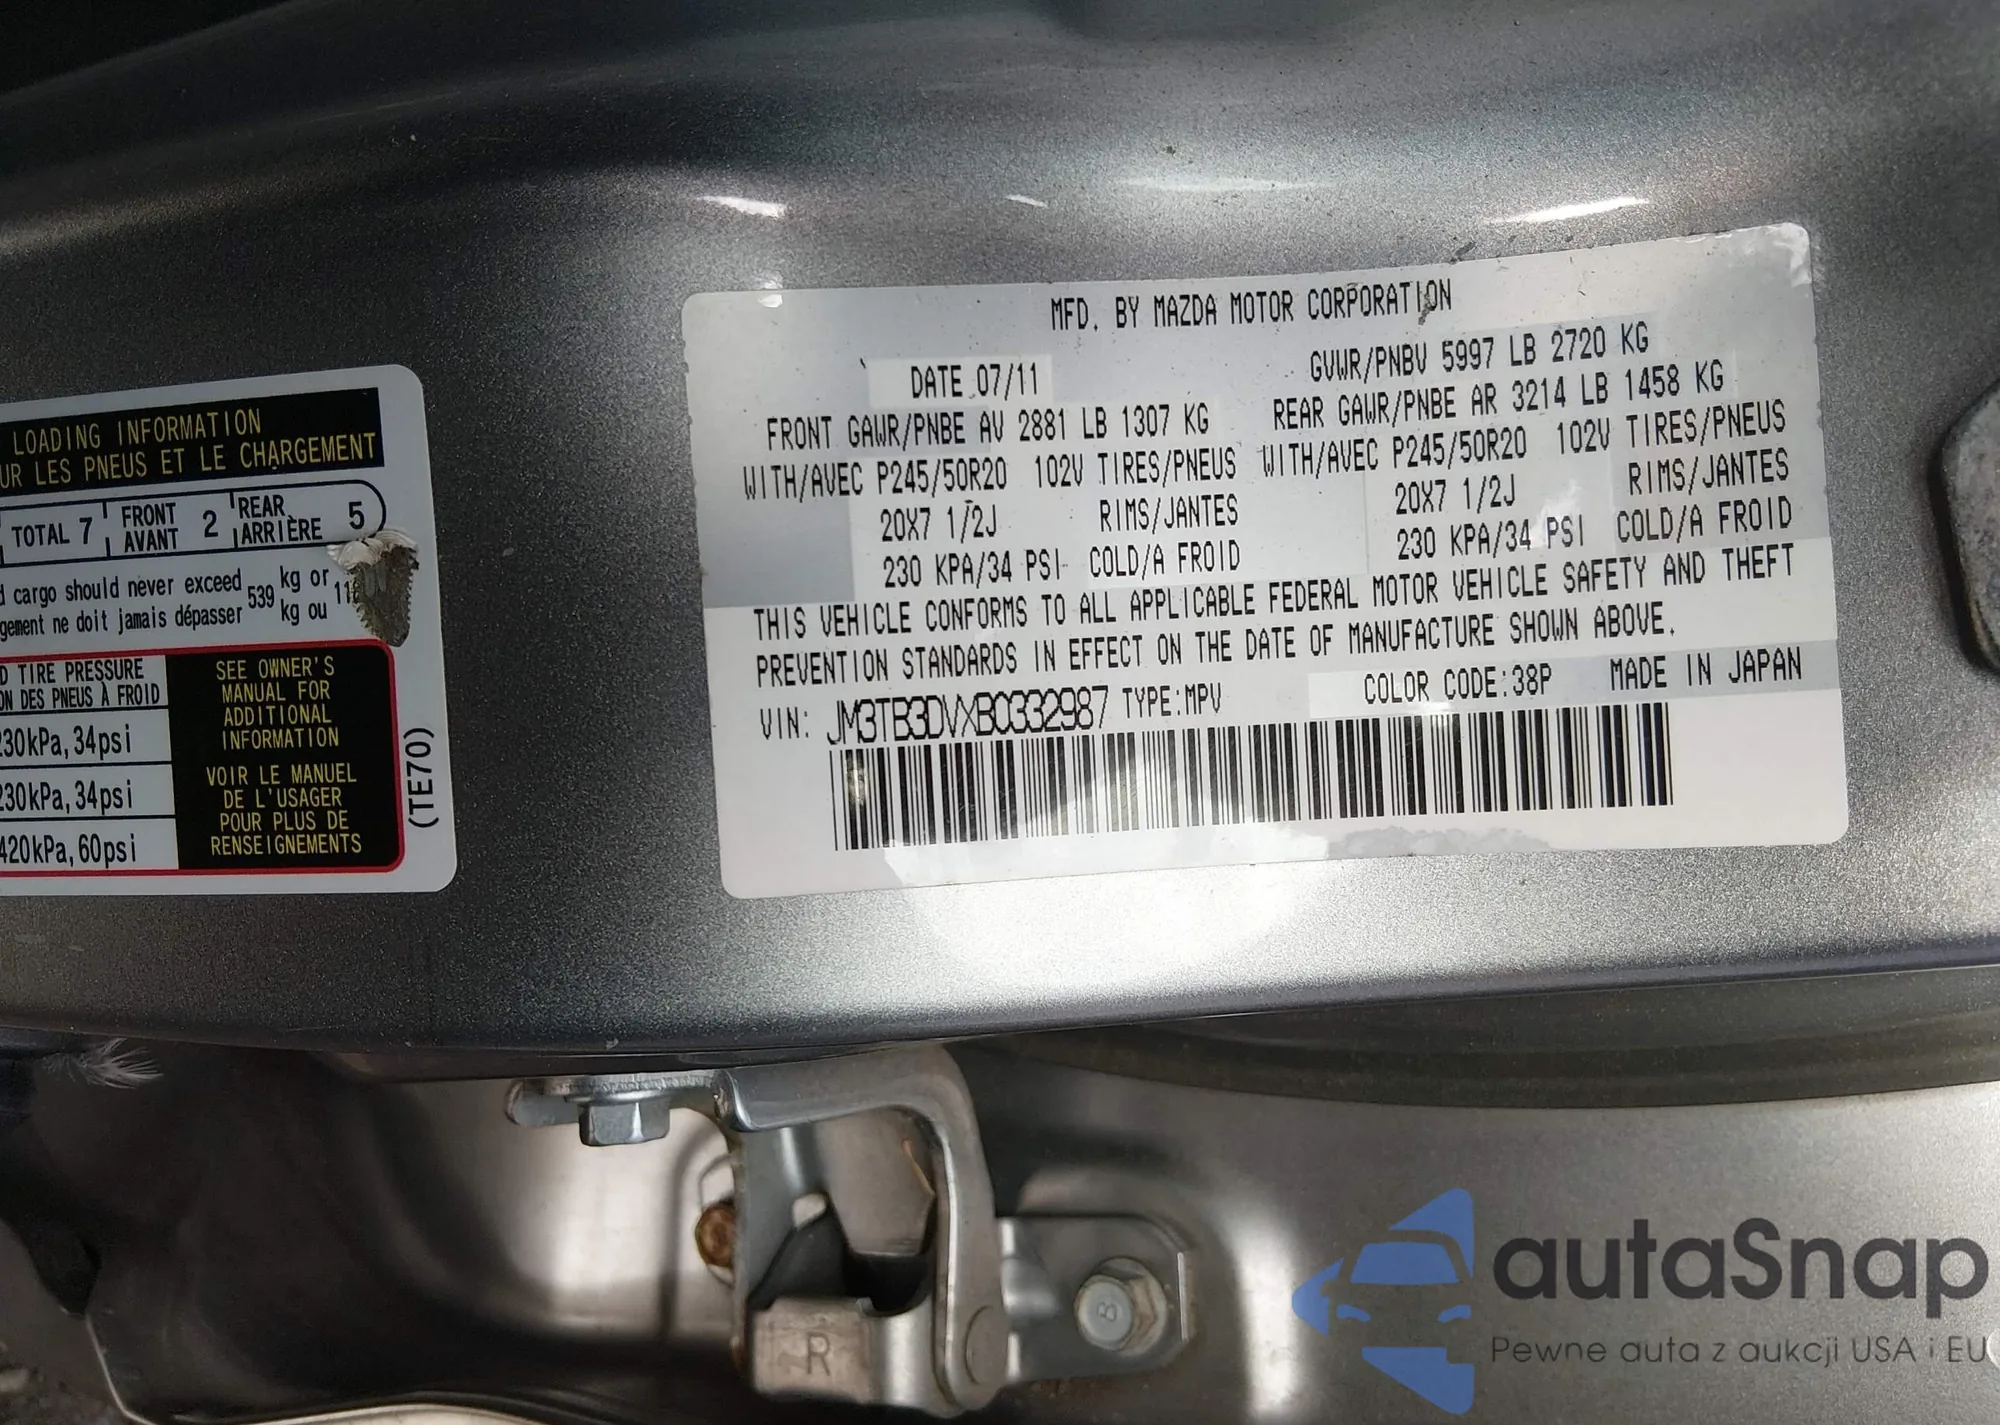 LOADING INFORMATION
UR LES PNEUS ET LE CHARGEMENT
TOTAL 7 FRONT AVANT 2 REAR ARRIÈRE 5
cargo should never exceed 539 kg or
ne doit jamais dépasser kg ou
TIRE PRESSURE
DES PNEUS À FROID
230kPa, 34psi
230kPa, 34psi
420kPa, 60psi
SEE OWNER'S
MANUAL FOR
ADDITIONAL
INFORMATION
VOIR LE MANUEL
DE L'USAGER
POUR PLUS DE
RENSEIGNEMENTS
(TE70)
MFD. BY MAZDA MOTOR CORPORATION
DATE 07/11 GVWR/PNBV 5997 LB 2720 KG
FRONT GAWR/PNBE AV 2881 LB 1307 KG REAR GAWR/PNBE AR 3214 LB 1458 KG
WITH/AVEC P245/50R20 102V TIRES/PNEUS WITH/AVEC P245/50R20 102V TIRES/PNEUS
20X7 1/2J RIMS/JANTES 20X7 1/2J RIMS/JANTES
230 KPA/34 PSI COLD/A FROID 230 KPA/34 PSI COLD/A FROID
THIS VEHICLE CONFORMS TO ALL APPLICABLE FEDERAL MOTOR VEHICLE SAFETY AND THEFT
PREVENTION STANDARDS IN EFFECT ON THE DATE OF MANUFACTURE SHOWN ABOVE.
VIN: JM3TB3DVXB0332987 TYPE:MPV COLOR CODE:38P MADE IN JAPAN
R
B
autaSnap
Pewne auta z aukcji USA i EU